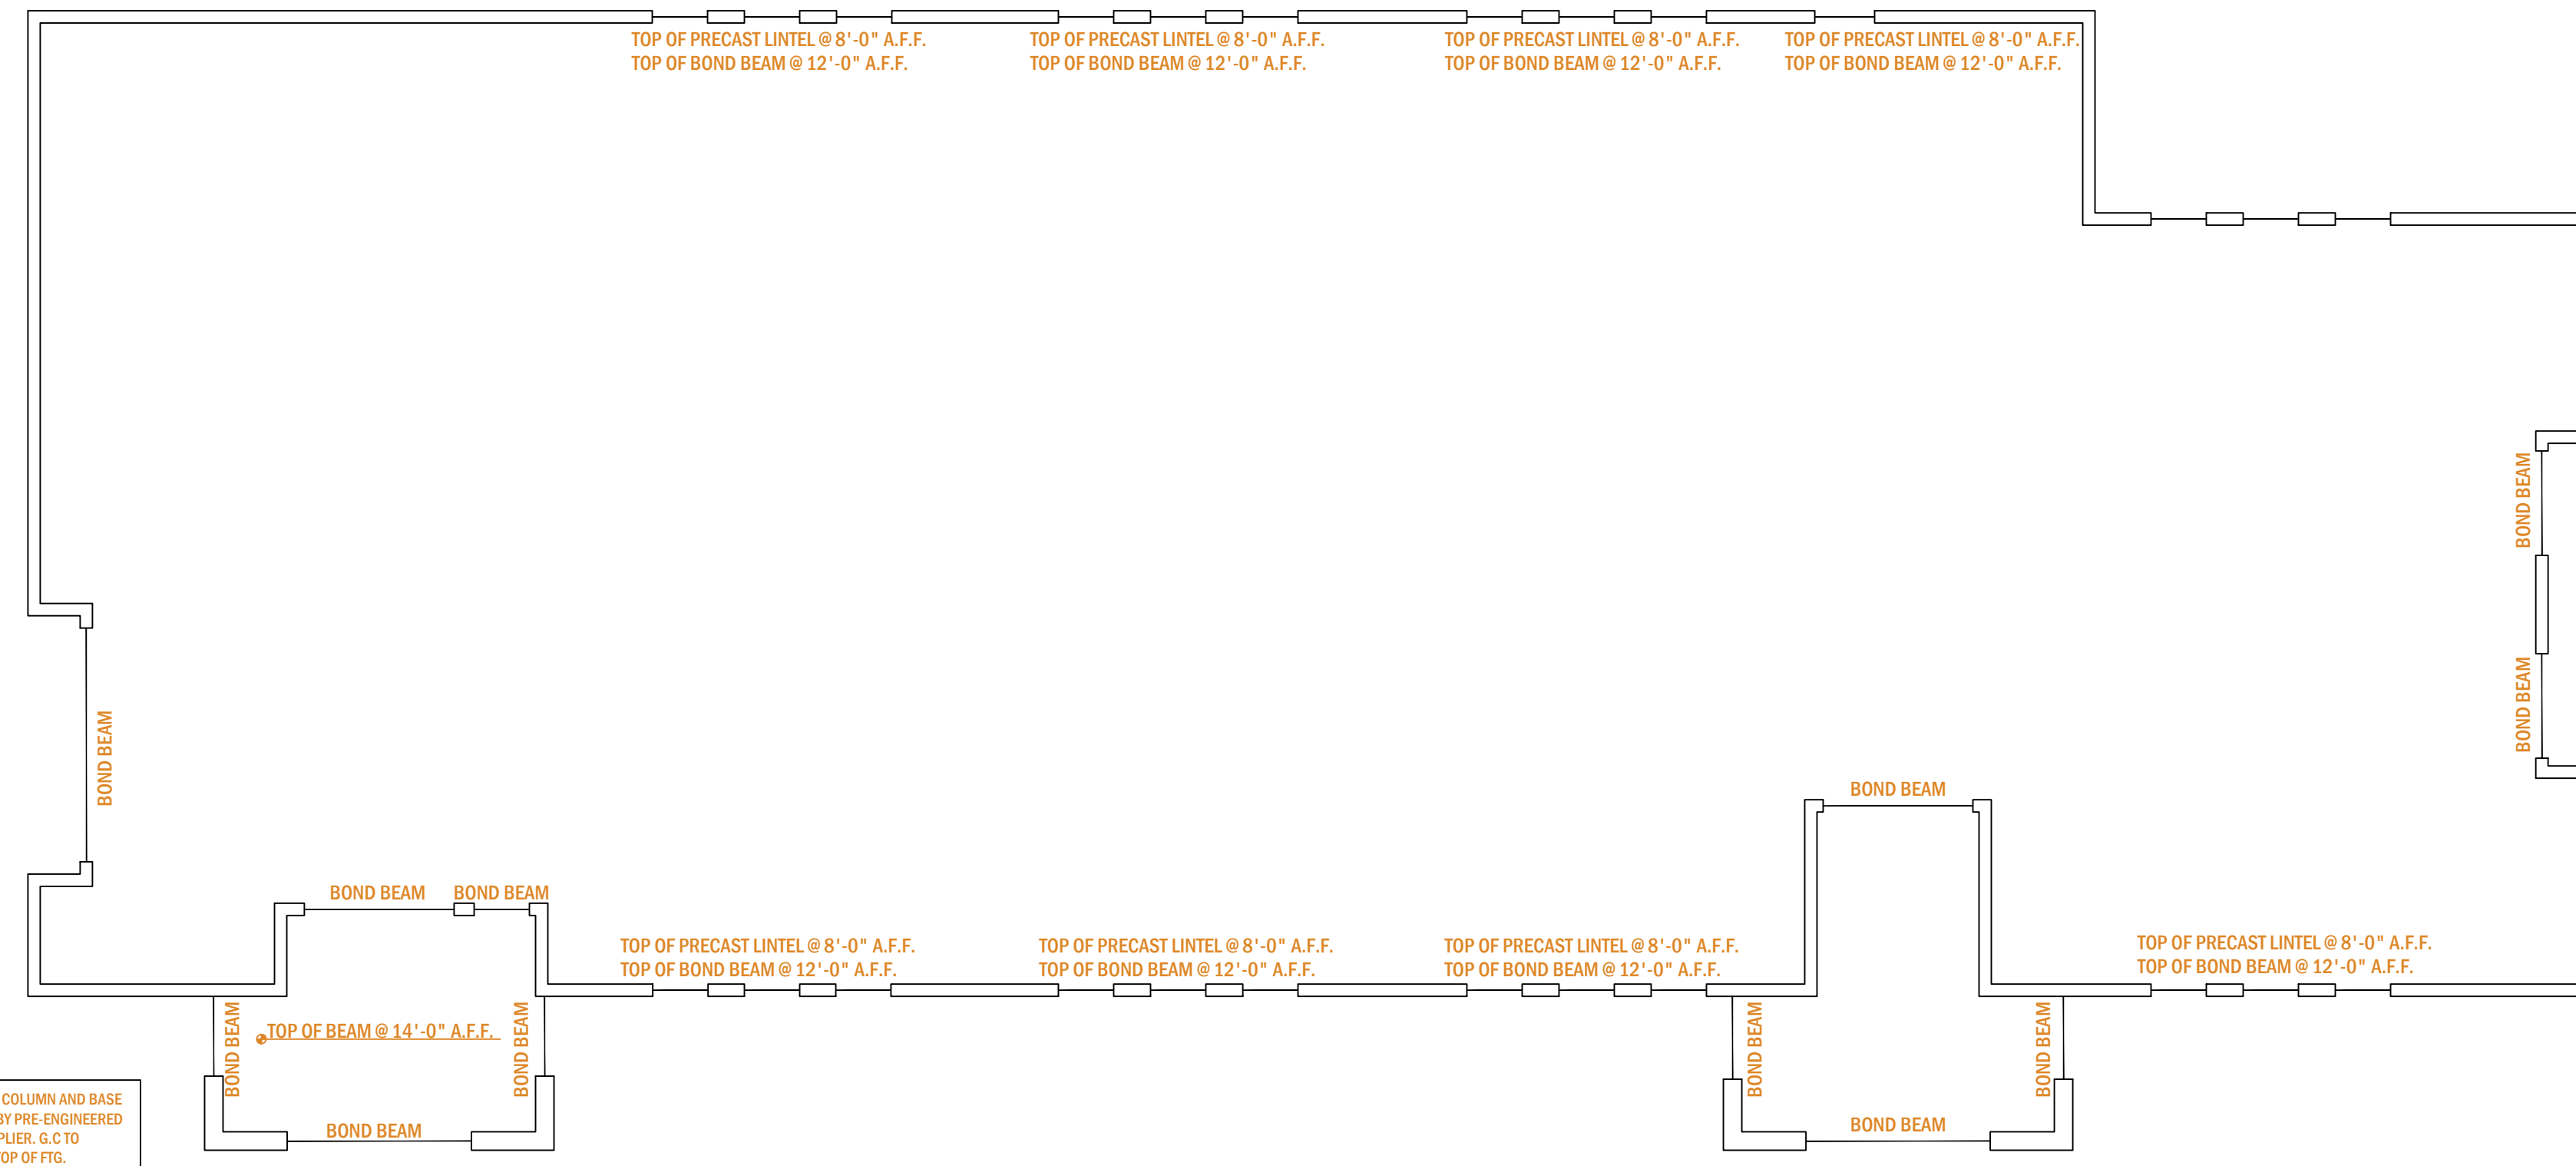 TOP OF PRECAST LINTEL @ 8'-0" A.F.F.
TOP OF BOND BEAM @ 12'-0" A.F.F.
TOP OF PRECAST LINTEL @ 8'-0" A.F.F.
TOP OF BOND BEAM @ 12'-0" A.F.F.
TOP OF PRECAST LINTEL @ 8'-0" A.F.F.
TOP OF BOND BEAM @ 12'-0" A.F.F.
TOP OF PRECAST LINTEL @ 8'-0" A.F.F.
TOP OF BOND BEAM @ 12'-0" A.F.F.
BOND BEAM
BOND BEAM
BOND BEAM
BOND BEAM
BOND BEAM
BOND BEAM
TOP OF PRECAST LINTEL @ 8'-0" A.F.F.
TOP OF BOND BEAM @ 12'-0" A.F.F.
TOP OF PRECAST LINTEL @ 8'-0" A.F.F.
TOP OF BOND BEAM @ 12'-0" A.F.F.
TOP OF PRECAST LINTEL @ 8'-0" A.F.F.
TOP OF BOND BEAM @ 12'-0" A.F.F.
TOP OF PRECAST LINTEL @ 8'-0" A.F.F.
TOP OF BOND BEAM @ 12'-0" A.F.F.
BOND BEAM
TOP OF BEAM @ 14'-0" A.F.F.
BOND BEAM
BOND BEAM
BOND BEAM
BOND BEAM
BOND BEAM
COLUMN AND BASE
BY PRE-ENGINEERED
PLIER. G.C TO
TOP OF FTG.